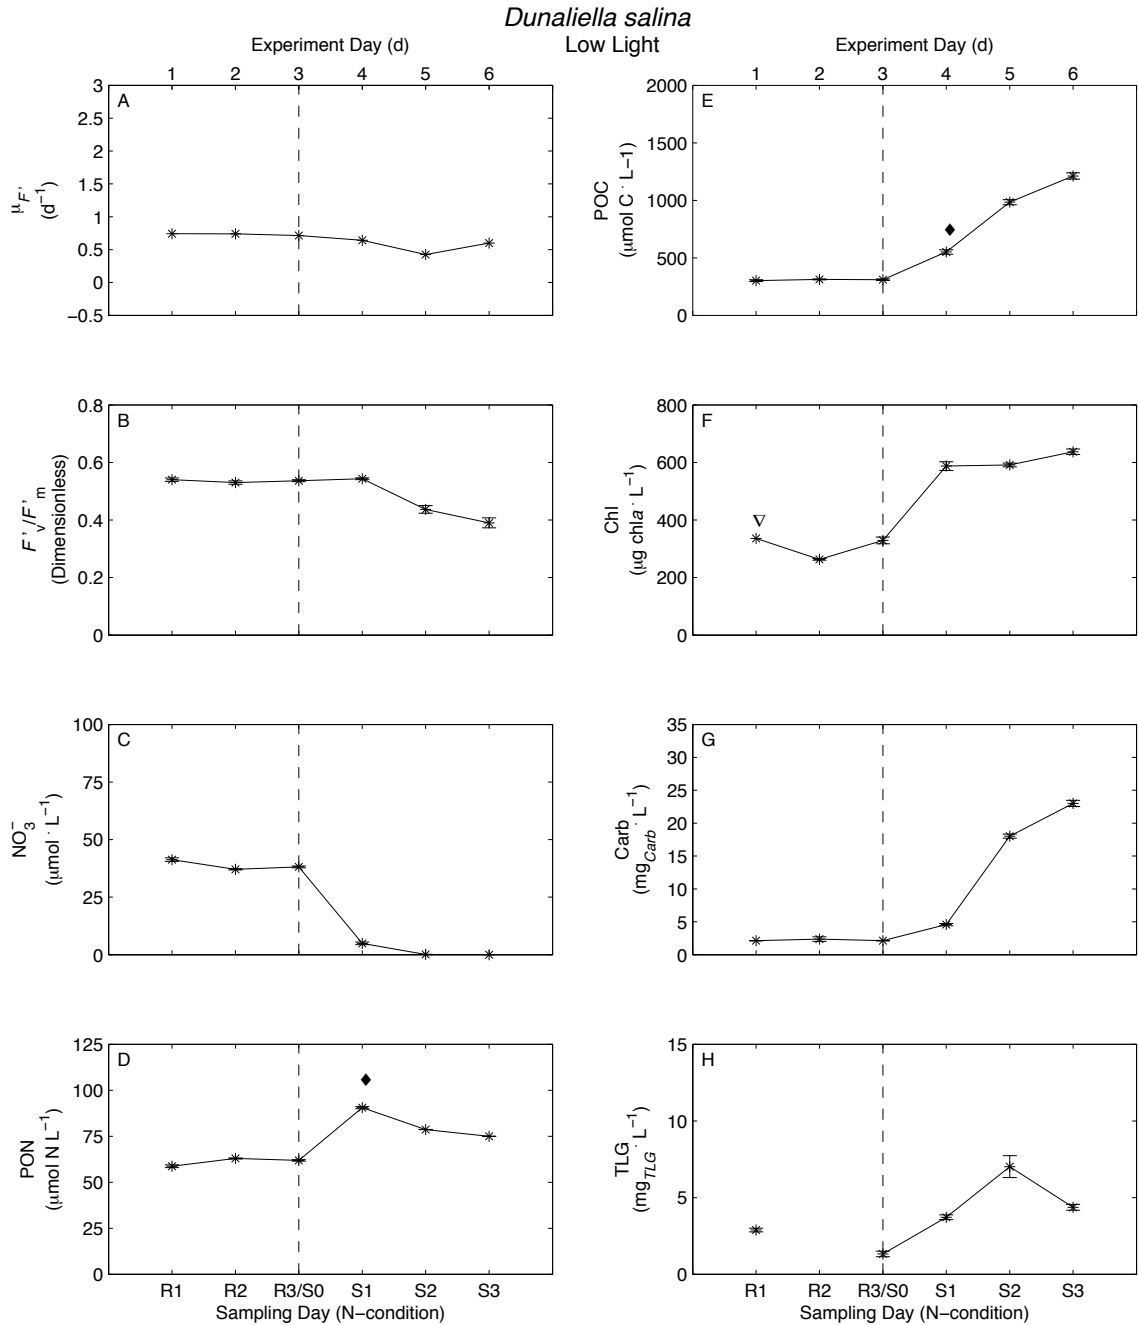 Dunaliella salina
Low Light
Experiment Day (d)
1 2 3 4 5 6
A
3
2.5
2
1.5
1
0.5
0
−0.5
μF' (d−1)
Experiment Day (d)
1 2 3 4 5 6
E
2000
1500
1000
500
0
POC
(μmol C · L−1)
B
0.8
0.6
0.4
0.2
0
F'v/F'm
(Dimensionless)
F
800
600
400
200
0
Chl
(μg chla · L−1)
C
100
75
50
25
0
NO3−
(μmol · L−1)
G
35
30
25
20
15
10
5
0
Carb
(mgCarb · L−1)
D
125
100
75
50
25
0
PON
(μmol N L−1)
R1 R2 R3/S0 S1 S2 S3
Sampling Day (N−condition)
H
15
10
5
0
TLG
(mgTLG · L−1)
R1 R2 R3/S0 S1 S2 S3
Sampling Day (N−condition)